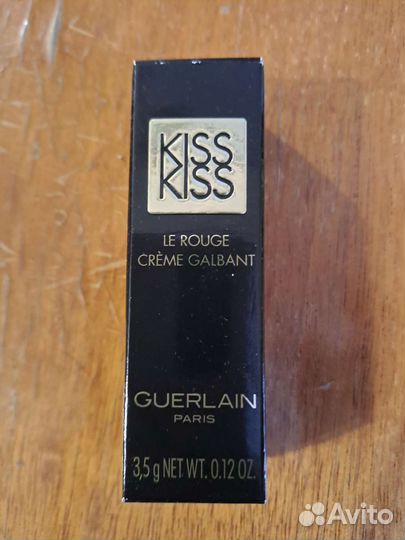 KISS
KISS
LE ROUGE
CRÈME GALBANT
GUERLAIN
PARIS
3,5 g NET WT. 0.12 OZ.
Avito